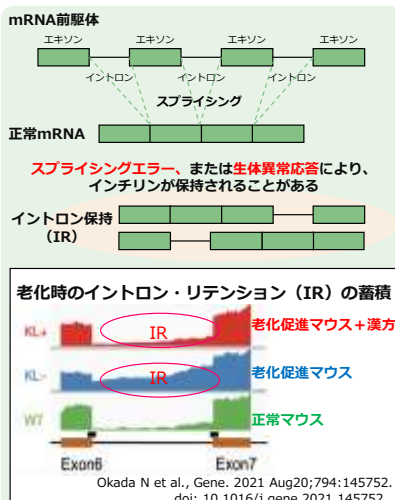 mRNA前駆体
エキソン エキソン エキソン エキソン
イントロン イントロン イントロン
スプライシング
正常mRNA
スプライシングエラー、または生体異常応答により、
インチリンが保持されることがある
イントロン保持
（IR）
老化時のイントロン・リテンション（IR）の蓄積
KL+ IR 老化促進マウス＋漢方
KL- IR 老化促進マウス
WT 正常マウス
Exon6 Exon7
Okada N et al., Gene. 2021 Aug20;794:145752.
doi: 10.1016/j.gene.2021.145752.